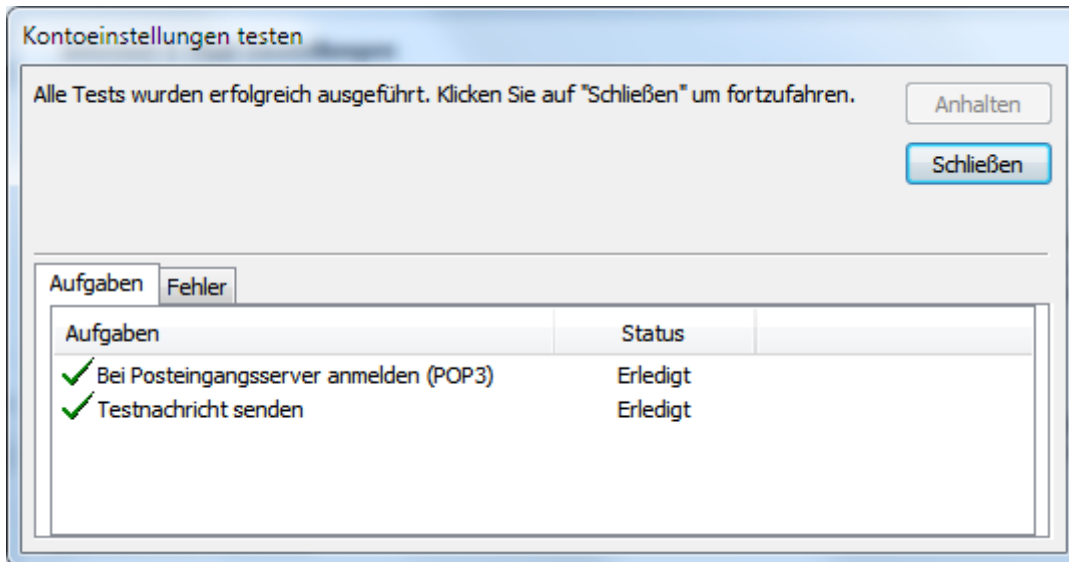 Kontoeinstellungen testen
Alle Tests wurden erfolgreich ausgeführt. Klicken Sie auf "Schließen" um fortzufahren.
Anhalten
Schließen
Aufgaben Fehler
Aufgaben Status
Bei Posteingangsserver anmelden (POP3) Erledigt
Testnachricht senden Erledigt